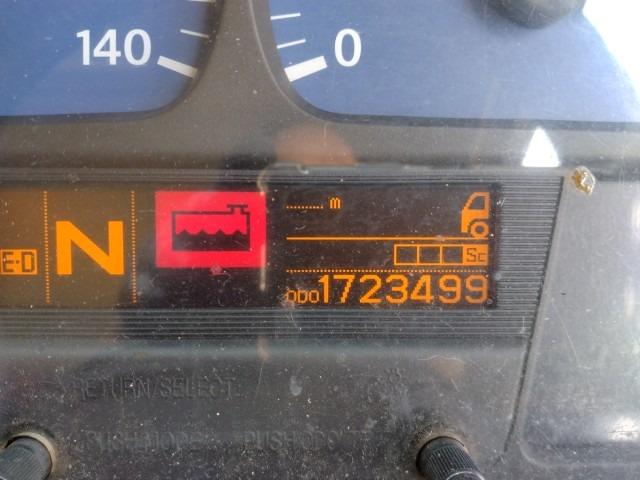 140 0
m
E-D N
Sc
ODO1723499
RETURN/SELECT